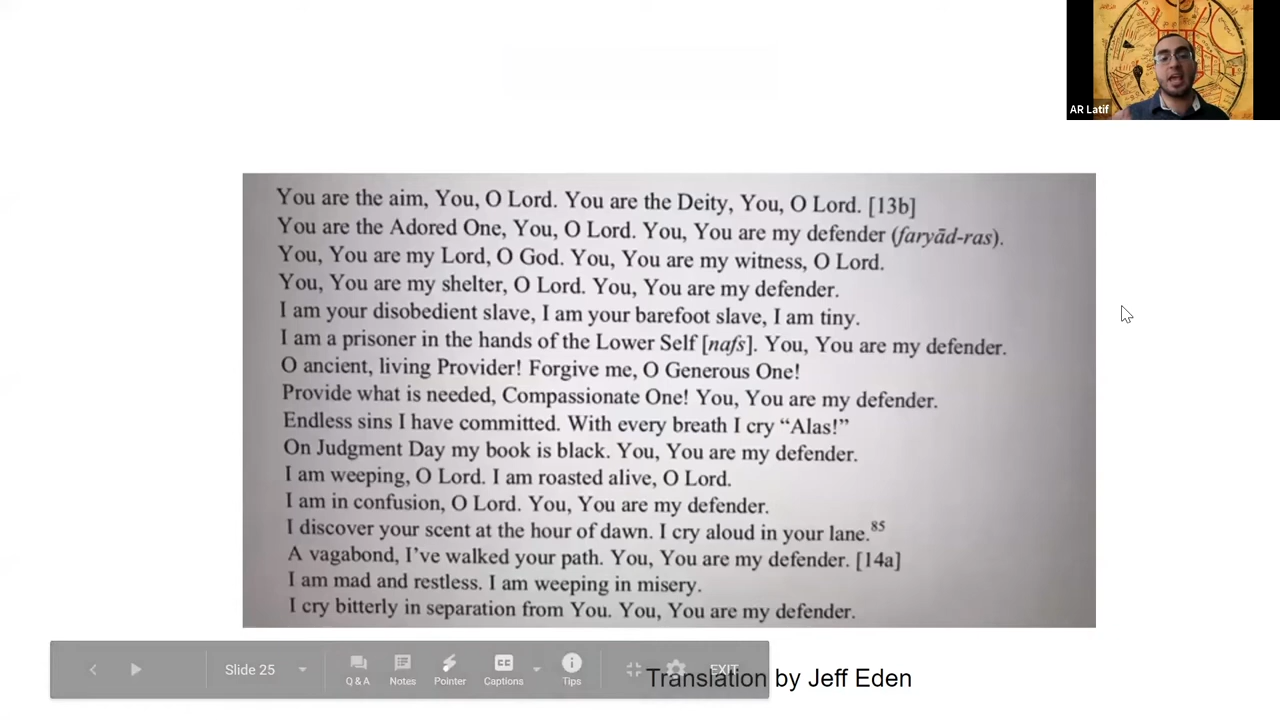 AR Latif
You are the aim, You, O Lord. You are the Deity, You, O Lord. [13b]
You are the Adored One, You, O Lord. You, You are my defender (faryād-ras).
You, You are my Lord, O God. You, You are my witness, O Lord.
You, You are my shelter, O Lord. You, You are my defender.
I am your disobedient slave, I am your barefoot slave, I am tiny.
I am a prisoner in the hands of the Lower Self [nafs]. You, You are my defender.
O ancient, living Provider! Forgive me, O Generous One!
Provide what is needed, Compassionate One! You, You are my defender.
Endless sins I have committed. With every breath I cry “Alas!”
On Judgment Day my book is black. You, You are my defender.
I am weeping, O Lord. I am roasted alive, O Lord.
I am in confusion, O Lord. You, You are my defender.
I discover your scent at the hour of dawn. I cry aloud in your lane.85
A vagabond, I’ve walked your path. You, You are my defender. [14a]
I am mad and restless. I am weeping in misery.
I cry bitterly in separation from You. You, You are my defender.
Slide 25
Q & A
Notes
Pointer
CC
Captions
Tips
EXIT
Translation by Jeff Eden